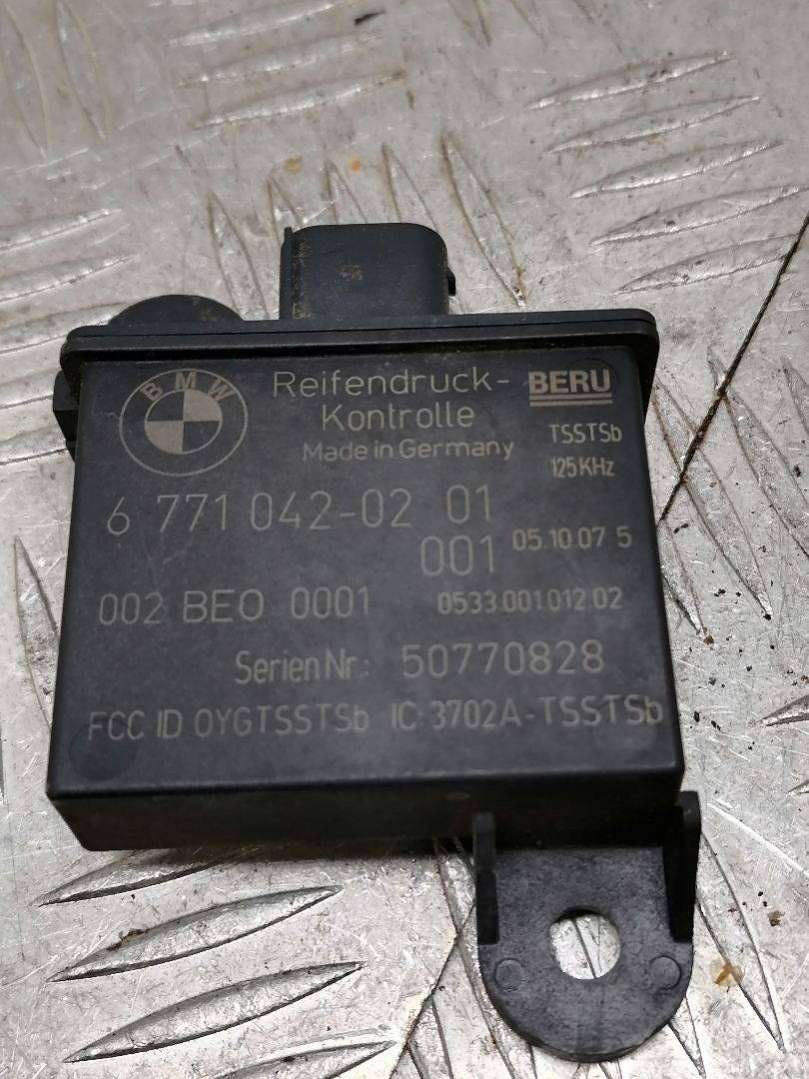 BMW
Reifendruck-
Kontrolle
Made in Germany
BERU
TSSTSb
125KHz
6 771 042-02 01
001 05.10.07 5
002 BEO 0001 0533.001.012 02
Serien Nr.: 50770828
FCC ID OYGTSSTSb IC: 3702A-TSSTSb